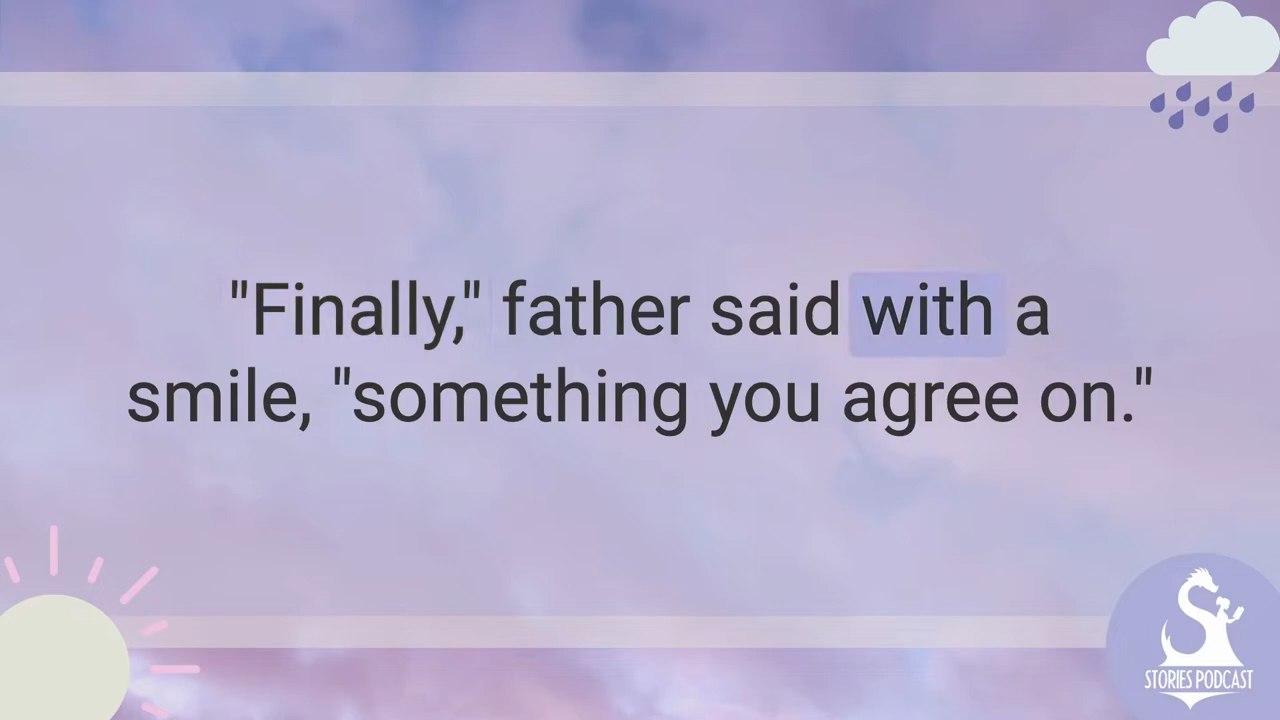 "Finally," father said with a
smile, "something you agree on."
STORIES PODCAST